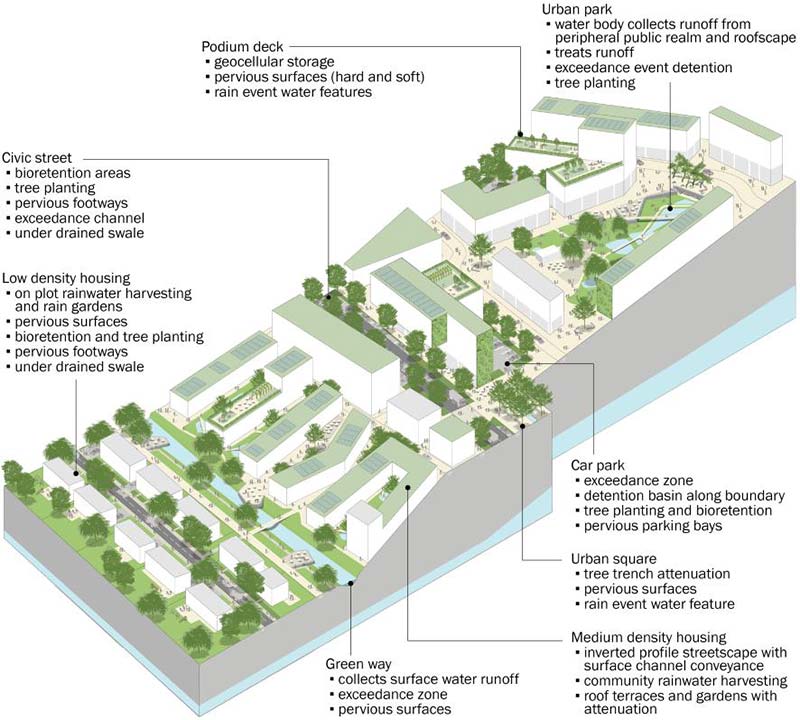 Urban park
▪ water body collects runoff from
peripheral public realm and roofscape
▪ treats runoff
▪ exceedance event detention
▪ tree planting
Podium deck
▪ geocellular storage
▪ pervious surfaces (hard and soft)
▪ rain event water features
Civic street
▪ bioretention areas
▪ tree planting
▪ pervious footways
▪ exceedance channel
▪ under drained swale
Low density housing
▪ on plot rainwater harvesting
and rain gardens
▪ pervious surfaces
▪ bioretention and tree planting
▪ pervious footways
▪ under drained swale
Car park
▪ exceedance zone
▪ detention basin along boundary
▪ tree planting and bioretention
▪ pervious parking bays
Urban square
▪ tree trench attenuation
▪ pervious surfaces
▪ rain event water feature
Medium density housing
▪ inverted profile streetscape with
surface channel conveyance
▪ community rainwater harvesting
▪ roof terraces and gardens with
attenuation
Green way
▪ collects surface water runoff
▪ exceedance zone
▪ pervious surfaces